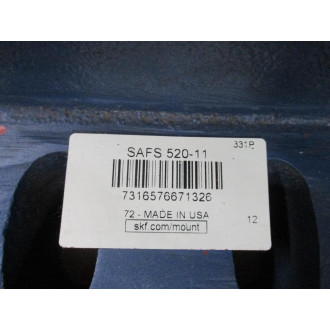 SAFS 520-11
331P
7316576671326
72 - MADE IN USA
12
skf.com/mount